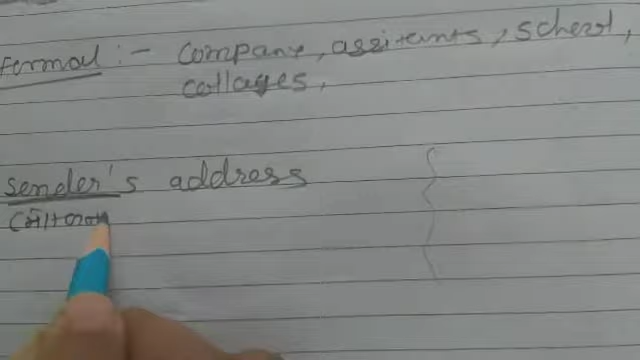 Formal :- Company, assitants, school,
collages,
Sender's address